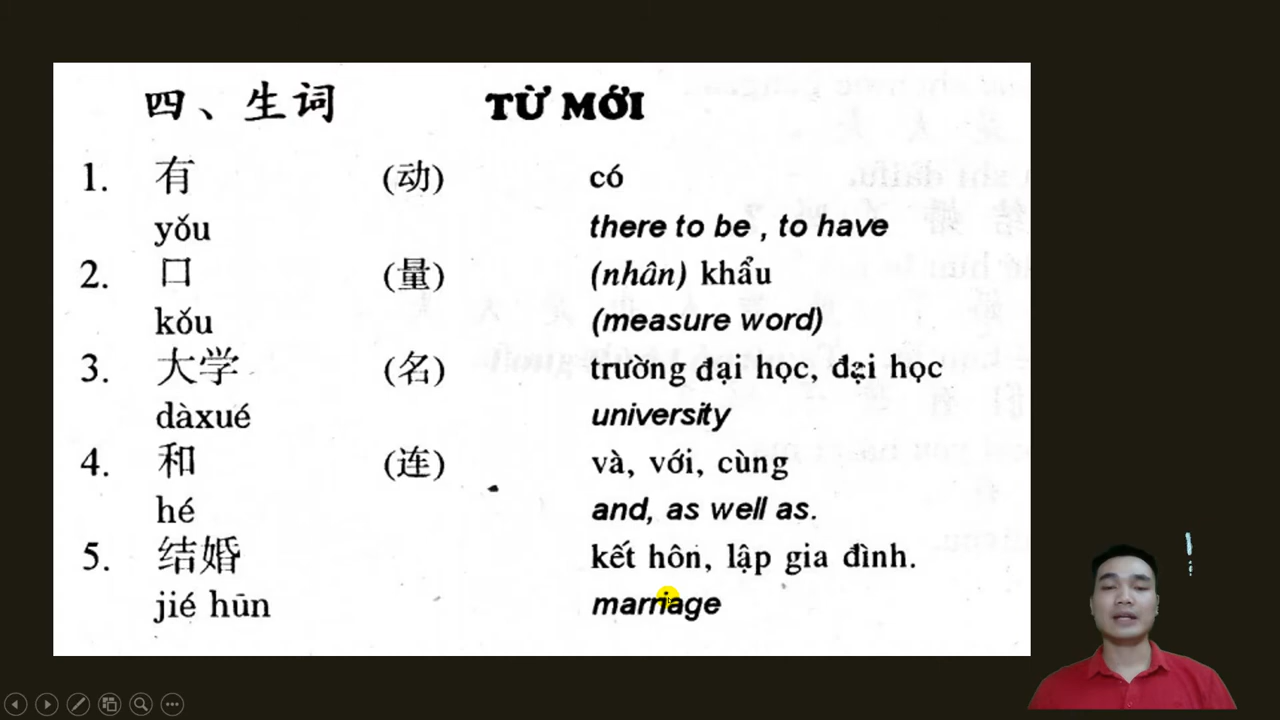 四、生词 TỪ MỚI
1. 有 (动) có
yǒu there to be , to have
2. 口 (量) (nhân) khẩu
kǒu (measure word)
3. 大学 (名) trường đại học, đại học
dàxué university
4. 和 (连) và, với, cùng
hé and, as well as.
5. 结婚 kết hôn, lập gia đình.
jié hūn marriage
!